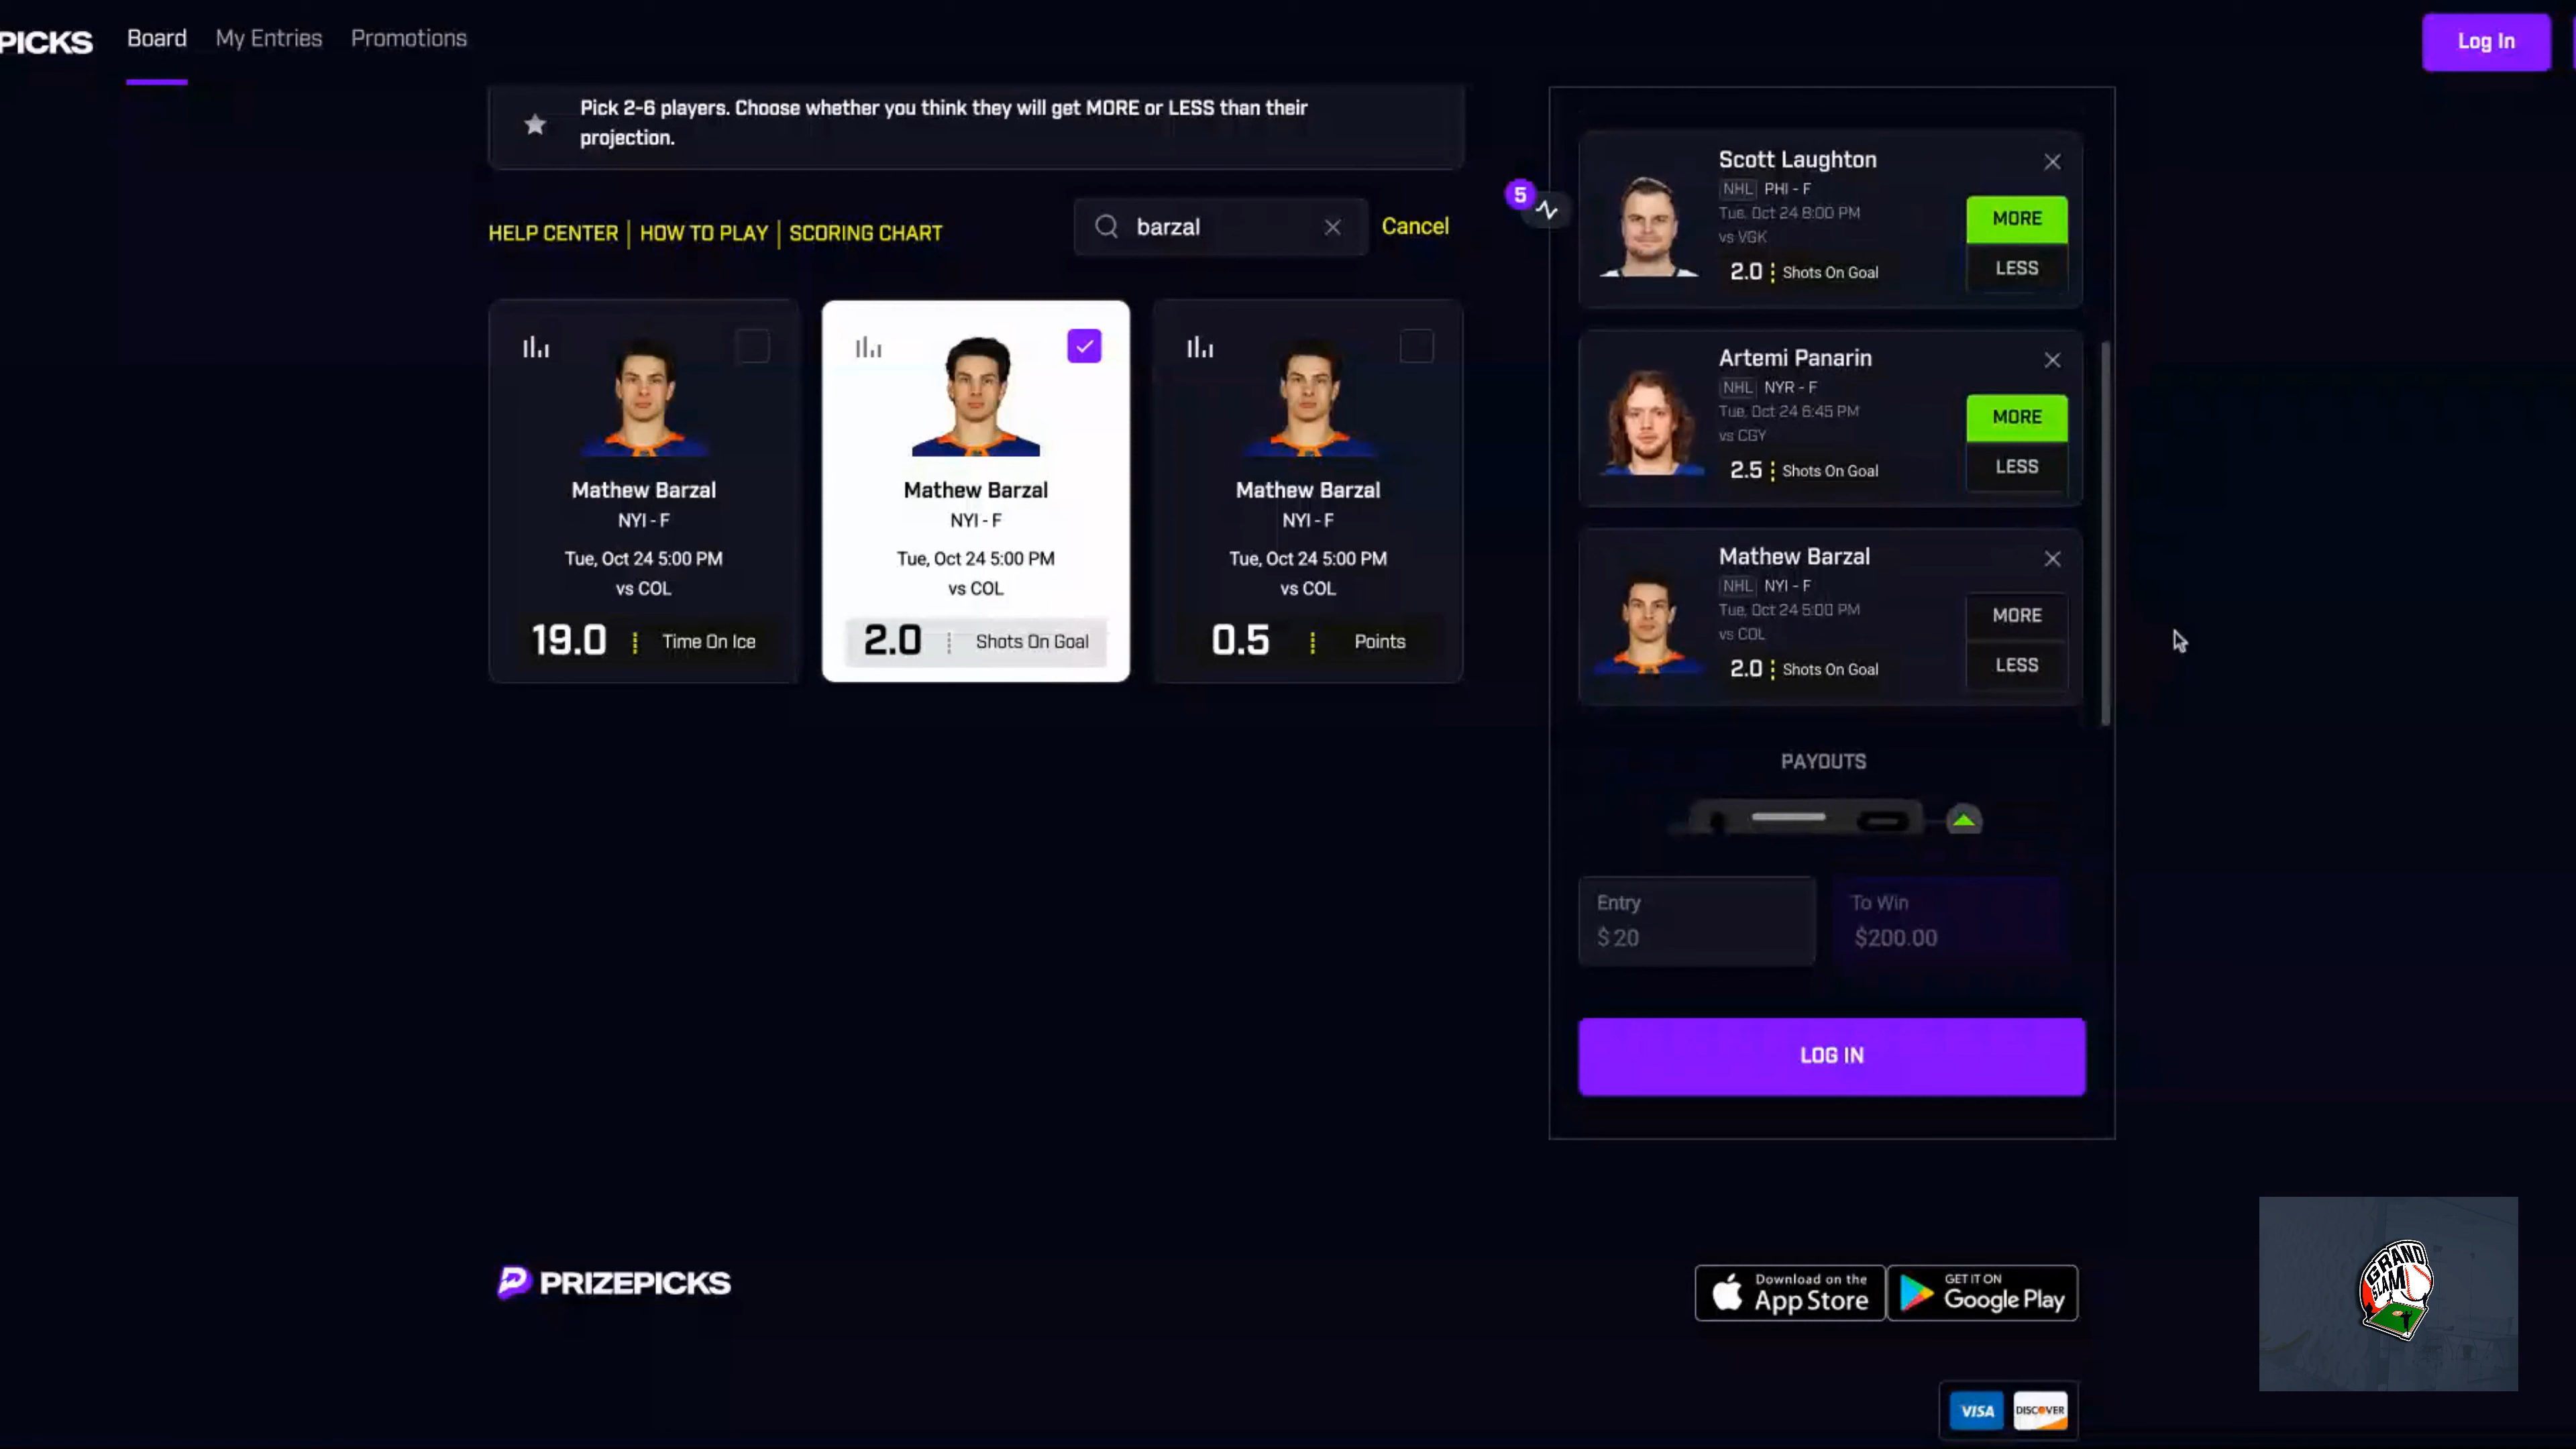 PICKS
Board
My Entries
Promotions
Log In
Pick 2-6 players. Choose whether you think they will get MORE or LESS than their
projection.
HELP CENTER
HOW TO PLAY
SCORING CHART
barzal
Cancel
Mathew Barzal
NYI - F
Tue, Oct 24 5:00 PM
vs COL
19.0
Time On Ice
Mathew Barzal
NYI - F
Tue, Oct 24 5:00 PM
vs COL
2.0
Shots On Goal
Mathew Barzal
NYI - F
Tue, Oct 24 5:00 PM
vs COL
0.5
Points
5
Scott Laughton
NHL PHI - F
Tue, Oct 24 8:00 PM
vs VGK
2.0 Shots On Goal
MORE
LESS
Artemi Panarin
NHL NYR - F
Tue, Oct 24 6:45 PM
vs CGY
2.5 Shots On Goal
MORE
LESS
Mathew Barzal
NHL NYI - F
Tue, Oct 24 5:00 PM
vs COL
2.0 Shots On Goal
MORE
LESS
PAYOUTS
Entry
$ 20
To Win
$200.00
LOG IN
PRIZEPICKS
Download on the
App Store
GET IT ON
Google Play
GRAND
SLAM
VISA
DISCOVER